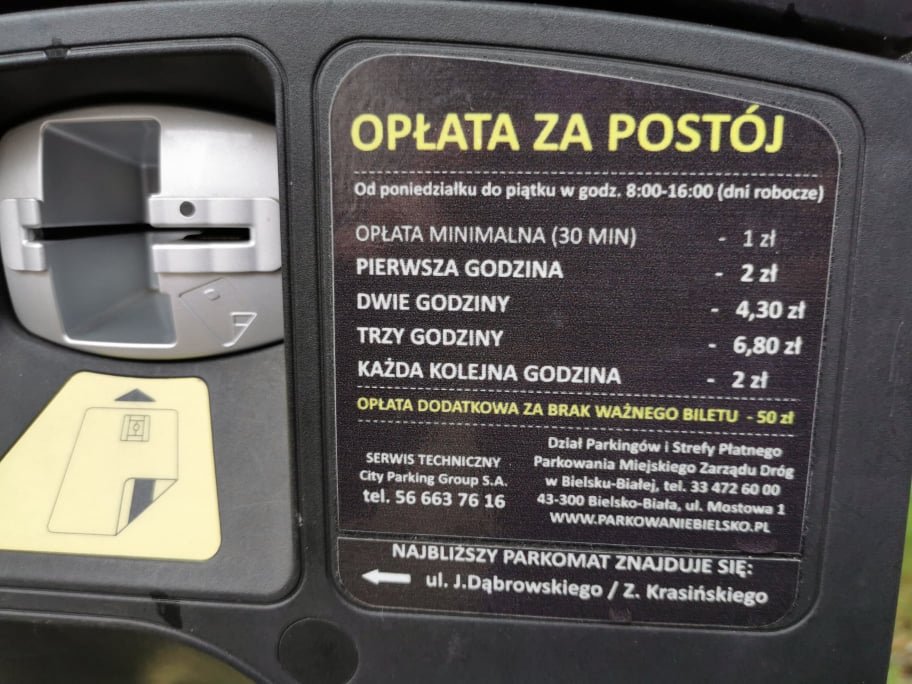 OPŁATA ZA POSTÓJ
Od poniedziałku do piątku w godz. 8:00-16:00 (dni robocze)
OPŁATA MINIMALNA (30 MIN) - 1 zł
PIERWSZA GODZINA - 2 zł
DWIE GODZINY - 4,30 zł
TRZY GODZINY - 6,80 zł
KAŻDA KOLEJNA GODZINA - 2 zł
OPŁATA DODATKOWA ZA BRAK WAŻNEGO BILETU - 50 zł
SERWIS TECHNICZNY
City Parking Group S.A.
tel. 56 663 76 16
Dział Parkingów i Strefy Płatnego
Parkowania Miejskiego Zarządu Dróg
w Bielsku-Białej, tel. 33 472 60 00
43-300 Bielsko-Biała, ul. Mostowa 1
WWW.PARKOWANIEBIELSKO.PL
NAJBLIŻSZY PARKOMAT ZNAJDUJE SIĘ:
ul. J.Dąbrowskiego / Z. Krasińskiego